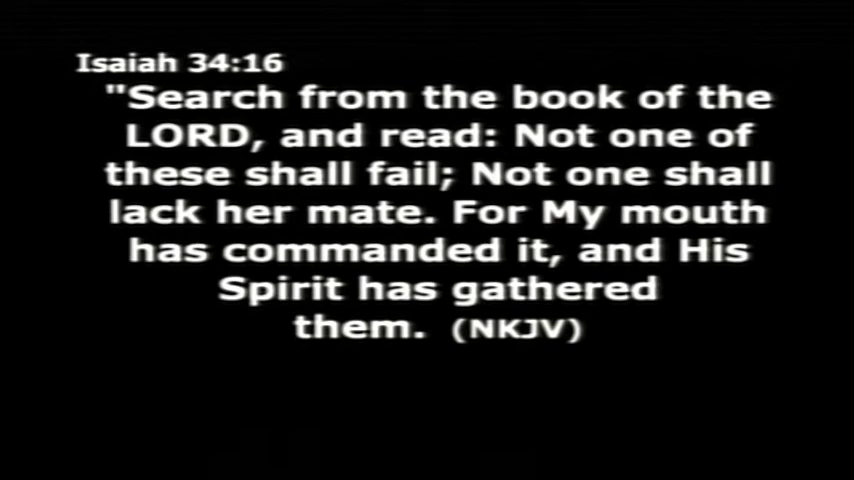 Isaiah 34:16
"Search from the book of the
LORD, and read: Not one of
these shall fail; Not one shall
lack her mate. For My mouth
has commanded it, and His
Spirit has gathered
them. (NKJV)